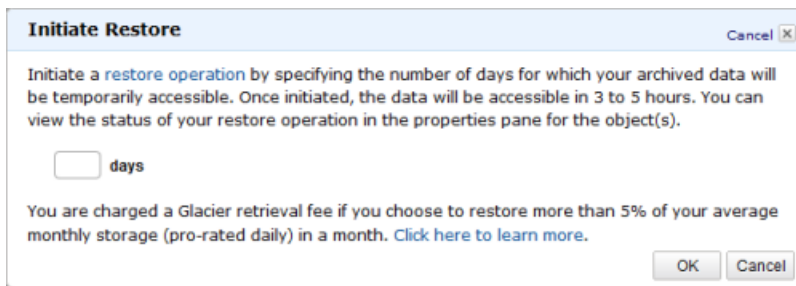 Initiate Restore
Cancel x
Initiate a restore operation by specifying the number of days for which your archived data will
be temporarily accessible. Once initiated, the data will be accessible in 3 to 5 hours. You can
view the status of your restore operation in the properties pane for the object(s).
days
You are charged a Glacier retrieval fee if you choose to restore more than 5% of your average
monthly storage (pro-rated daily) in a month. Click here to learn more.
OK Cancel